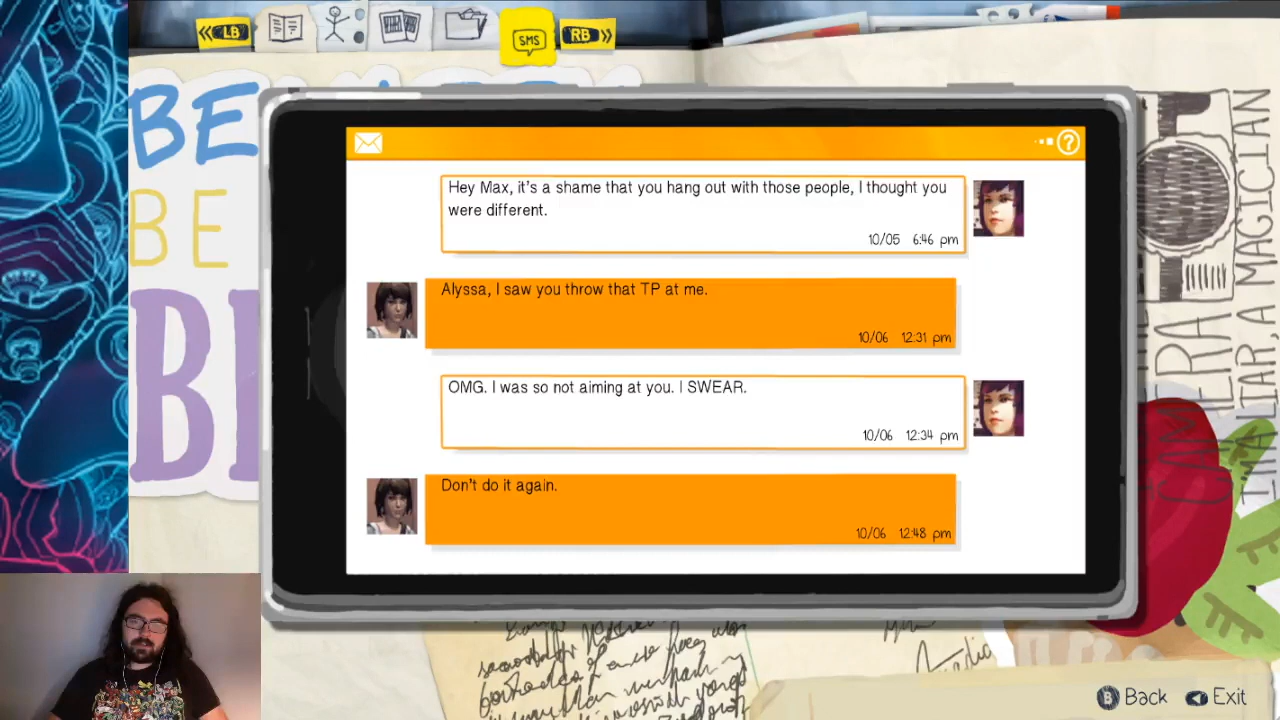 LB
SMS
RB
BE
BE
Hey Max, it's a shame that you hang out with those people, I thought you
were different.
10/05 6:46 pm
Alyssa, I saw you throw that TP at me.
10/06 12:31 pm
OMG. I was so not aiming at you. I SWEAR.
10/06 12:34 pm
Don't do it again.
10/06 12:48 pm
LIAR, A MAGICIAN
B Back
Exit